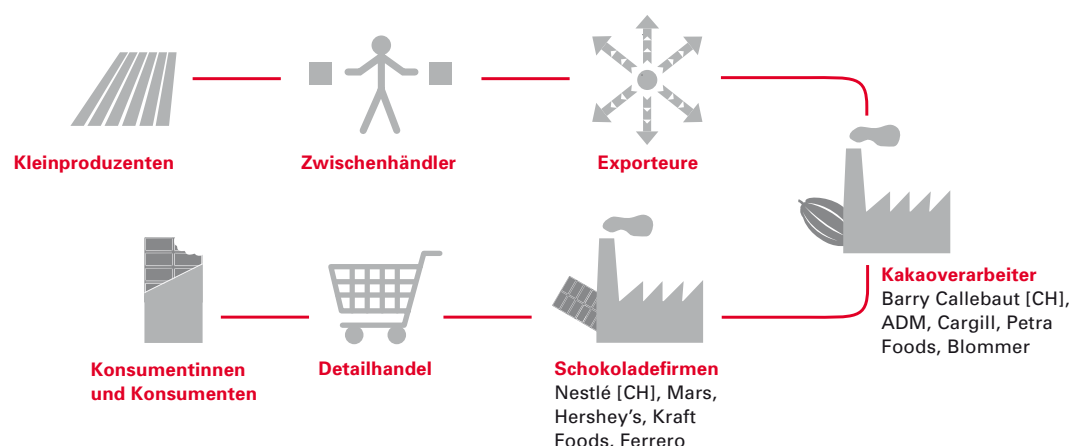 Kleinproduzenten
Zwischenhändler
Exporteure
Kakaoverarbeiter
Barry Callebaut [CH],
ADM, Cargill, Petra
Foods, Blommer
Schokoladefirmen
Nestlé [CH], Mars,
Hershey’s, Kraft
Foods, Ferrero
Detailhandel
Konsumentinnen
und Konsumenten